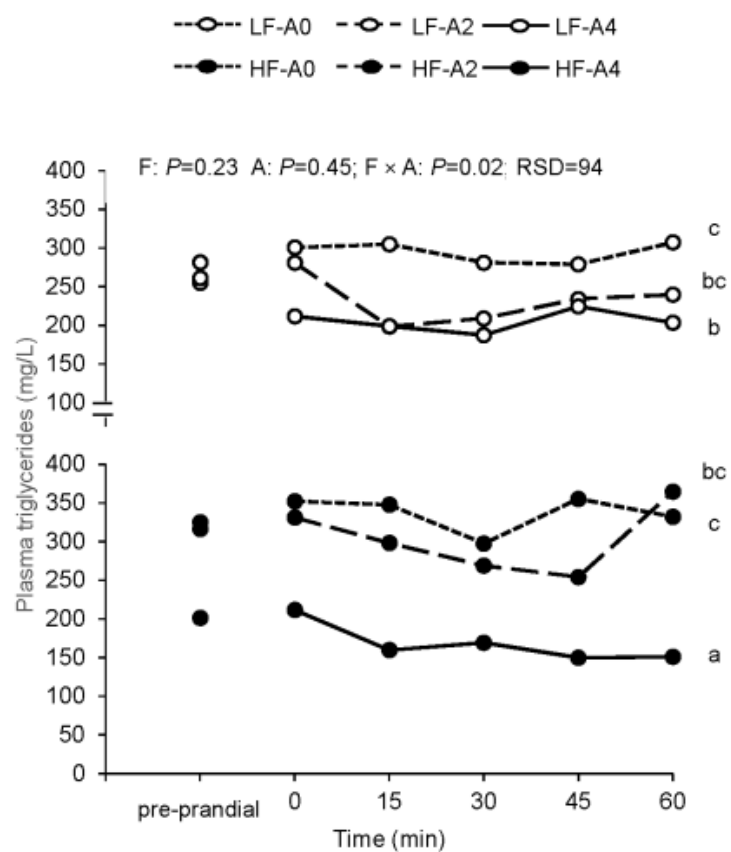 LF-A0 LF-A2 LF-A4
HF-A0 HF-A2 HF-A4
F: P=0.23 A: P=0.45; F × A: P=0.02; RSD=94
400
350
300
250
200
150
100
c
bc
b
400
350
300
250
200
150
100
50
0
bc
c
a
Plasma triglycerides (mg/L)
pre-prandial 0 15 30 45 60
Time (min)